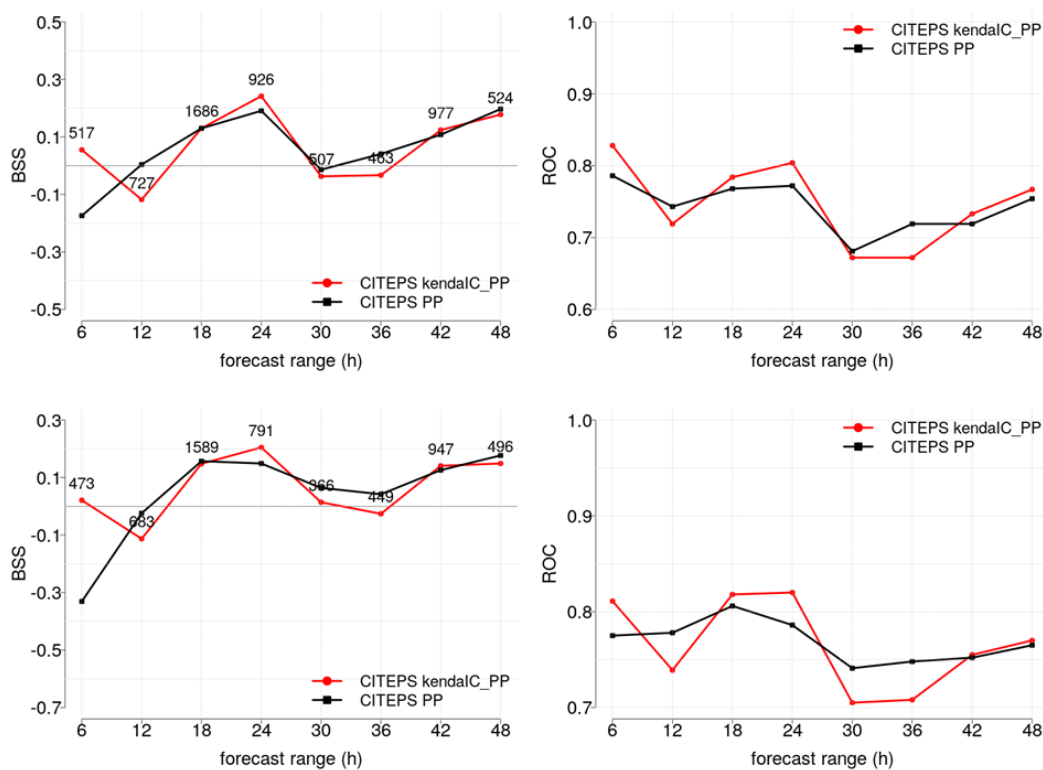 0.5
0.3
0.1
-0.1
-0.3
-0.5
BSS
517
727
1686
926
507
463
977
524
CITEPS kendaIC_PP
CITEPS PP
6 12 18 24 30 36 42 48
forecast range (h)
1.0
0.9
0.8
0.7
0.6
ROC
CITEPS kendaIC_PP
CITEPS PP
6 12 18 24 30 36 42 48
forecast range (h)
0.3
0.1
-0.1
-0.3
-0.5
-0.7
BSS
473
683
1589
791
366
449
947
496
CITEPS kendaIC_PP
CITEPS PP
6 12 18 24 30 36 42 48
forecast range (h)
1.0
0.9
0.8
0.7
ROC
CITEPS kendaIC_PP
CITEPS PP
6 12 18 24 30 36 42 48
forecast range (h)